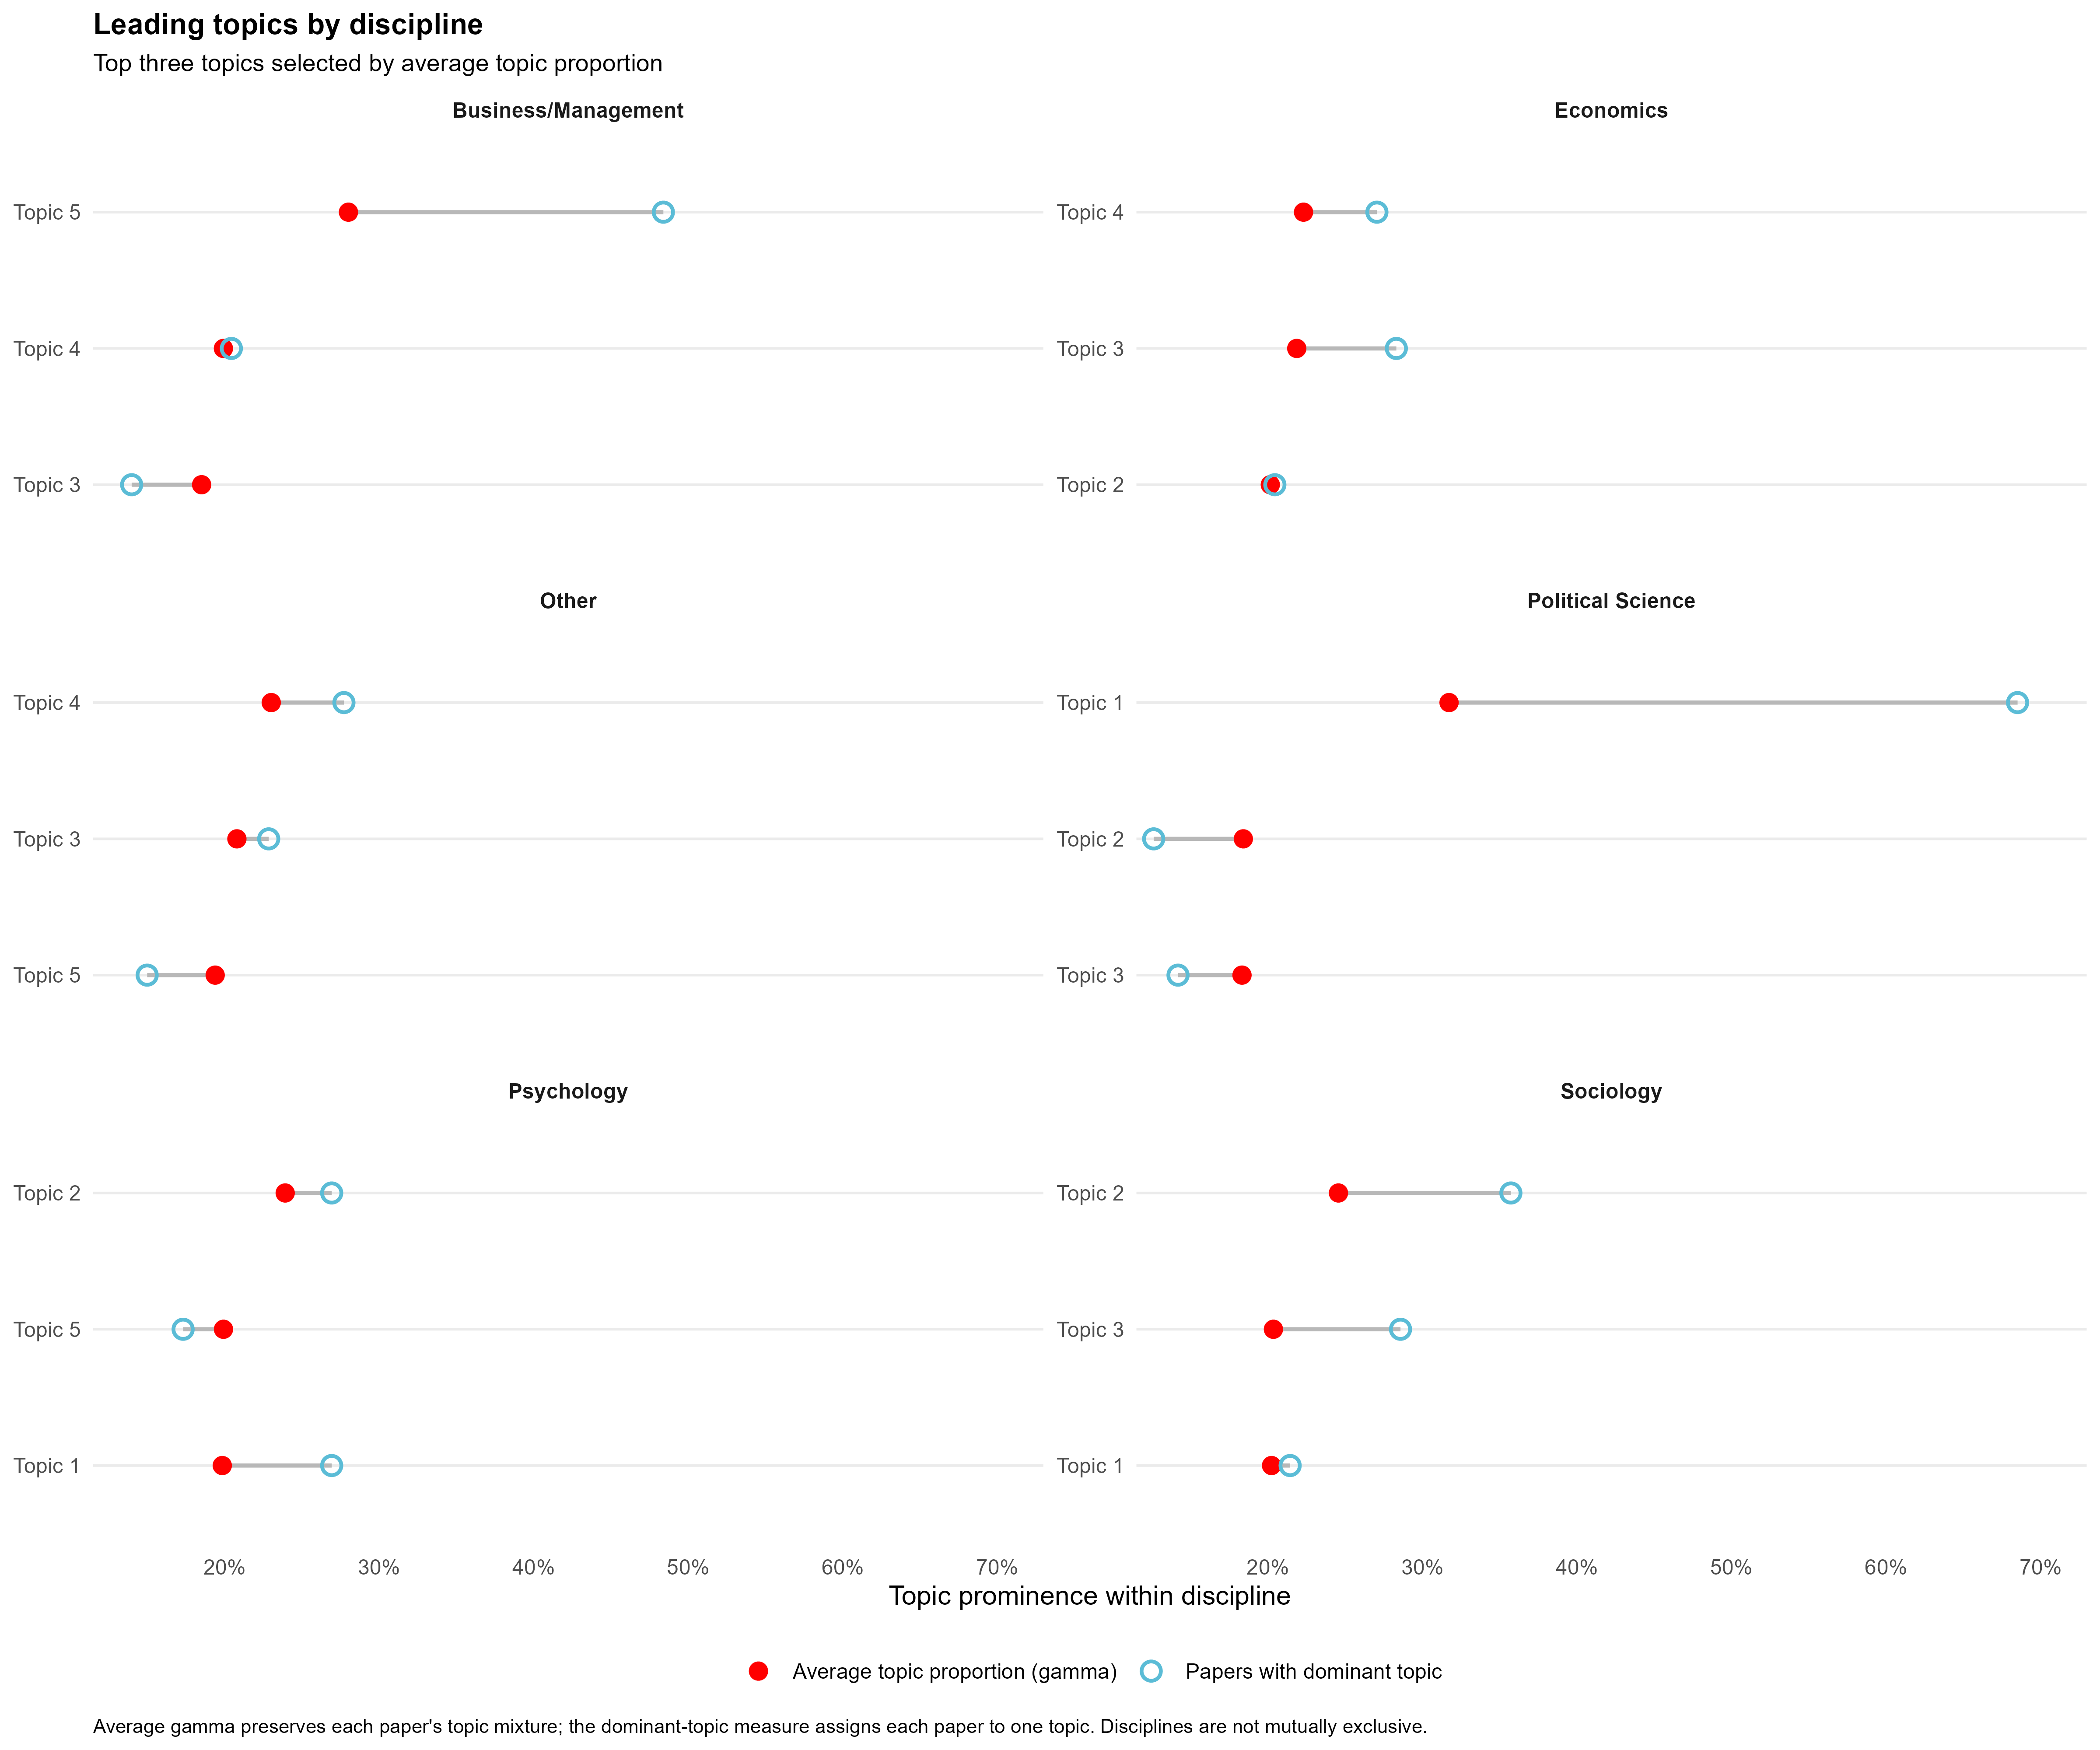 Leading topics by discipline
Top three topics selected by average topic proportion
Business/Management
Topic 5
Topic 4
Topic 3
Economics
Topic 4
Topic 3
Topic 2
Other
Topic 4
Topic 3
Topic 5
Political Science
Topic 1
Topic 2
Topic 3
Psychology
Topic 2
Topic 5
Topic 1
Sociology
Topic 2
Topic 3
Topic 1
20% 30% 40% 50% 60% 70%
20% 30% 40% 50% 60% 70%
Topic prominence within discipline
Average topic proportion (gamma) Papers with dominant topic
Average gamma preserves each paper's topic mixture; the dominant-topic measure assigns each paper to one topic. Disciplines are not mutually exclusive.